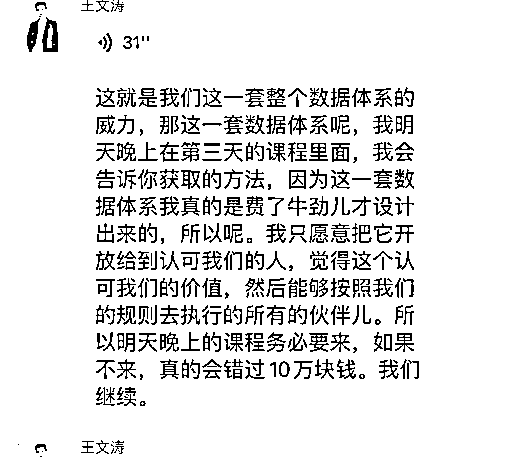 王文涛
31"
这就是我们这一套整个数据体系的
威力，那这一套数据体系呢，我明
天晚上在第三天的课程里面，我会
告诉你获取的方法，因为这一套数
据体系我真的是费了牛劲儿才设计
出来的，所以呢。我只愿意把它开
放给到认可我们的人，觉得这个认
可我们的价值，然后能够按照我们
的规则去执行的所有的伙伴儿。所
以明天晚上的课程务必要来，如果
不来，真的会错过10万块钱。我们
继续。
王文涛